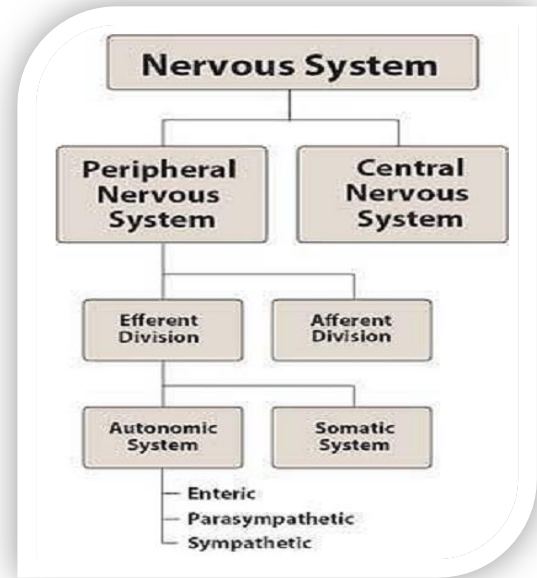 Nervous System
Peripheral
Nervous
System
Central
Nervous
System
Efferent
Division
Afferent
Division
Autonomic
System
Somatic
System
Enteric
Parasympathetic
Sympathetic